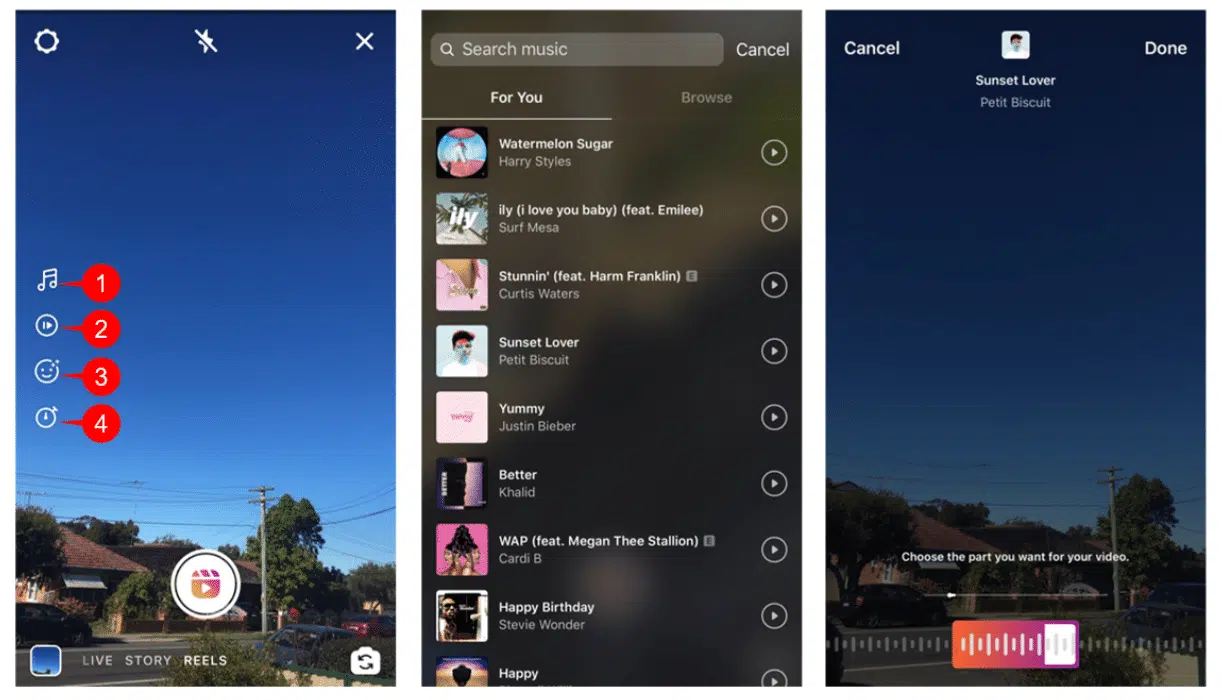 1
2
3
4
LIVE STORY REELS
Search music
Cancel
For You
Browse
Watermelon Sugar
Harry Styles
ily
ily (i love you baby) (feat. Emilee)
Surf Mesa
Stunnin' (feat. Harm Franklin) E
Curtis Waters
Sunset Lover
Petit Biscuit
yummy
Yummy
Justin Bieber
BETTER
Better
Khalid
WAP (feat. Megan Thee Stallion) E
Cardi B
Happy Birthday
Stevie Wonder
Happy
Cancel
Done
Sunset Lover
Petit Biscuit
Choose the part you want for your video.